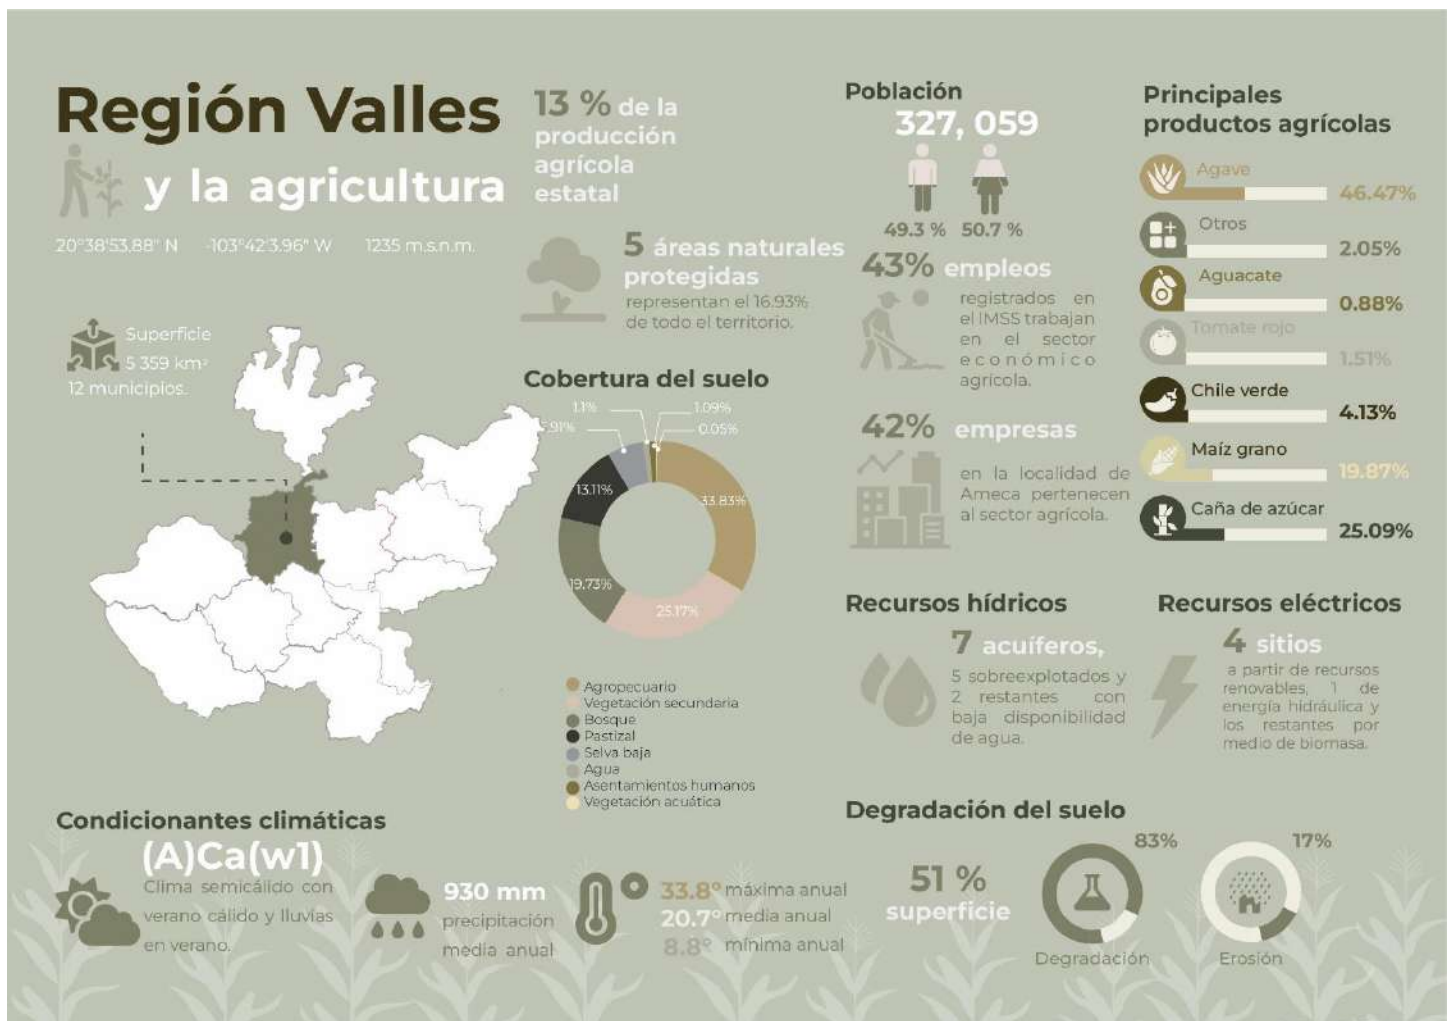 Región Valles
y la agricultura
20°38'53.88" N -103°42'3.96" W 1235 m.s.n.m.
13 % de la
producción
agrícola
estatal
5 áreas naturales
protegidas
representan el 16.93%
de todo el territorio.
Superficie
5 359 km²
12 municipios.
Cobertura del suelo
1.1%
1.09%
.91%
0.05%
13.11%
33.83%
19.73%
25.17%
Agropecuario
Vegetación secundaria
Bosque
Pastizal
Selva baja
Agua
Asentamientos humanos
Vegetación acuática
Población
327, 059
49.3 % 50.7 %
43% empleos
registrados en
el IMSS trabajan
en el sector
económico
agrícola.
42% empresas
en la localidad de
Ameca pertenecen
al sector agrícola.
Principales
productos agrícolas
Agave
46.47%
Otros
2.05%
Aguacate
0.88%
Tomate rojo
1.51%
Chile verde
4.13%
Maíz grano
19.87%
Caña de azúcar
25.09%
Recursos hídricos
7 acuíferos,
5 sobreexplotados y
2 restantes con
baja disponibilidad
de agua.
Recursos eléctricos
4 sitios
a partir de recursos
renovables, 1 de
energía hidráulica y
los restantes por
medio de biomasa.
Condicionantes climáticas
(A)Ca(w1)
Clima semicálido con
verano cálido y lluvias
en verano.
930 mm
precipitación
media anual
33.8° máxima anual
20.7° media anual
8.8° mínima anual
Degradación del suelo
51 %
superficie
83%
Degradación
17%
Erosión